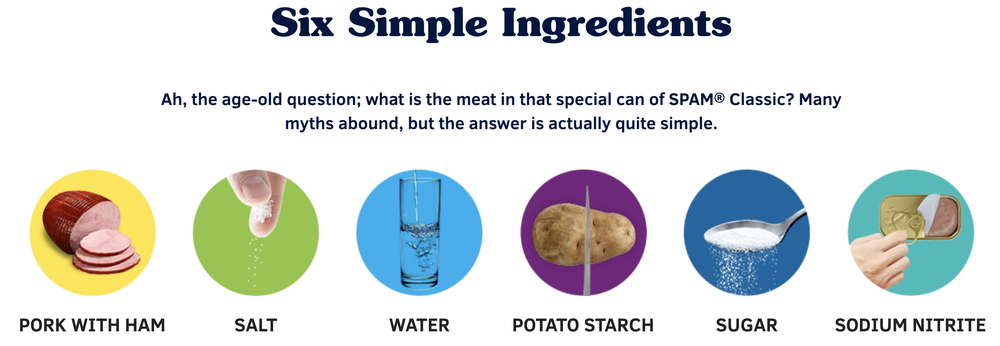 Six Simple Ingredients
Ah, the age-old question; what is the meat in that special can of SPAM® Classic? Many
myths abound, but the answer is actually quite simple.
PORK WITH HAM
SALT
WATER
POTATO STARCH
SUGAR
SODIUM NITRITE